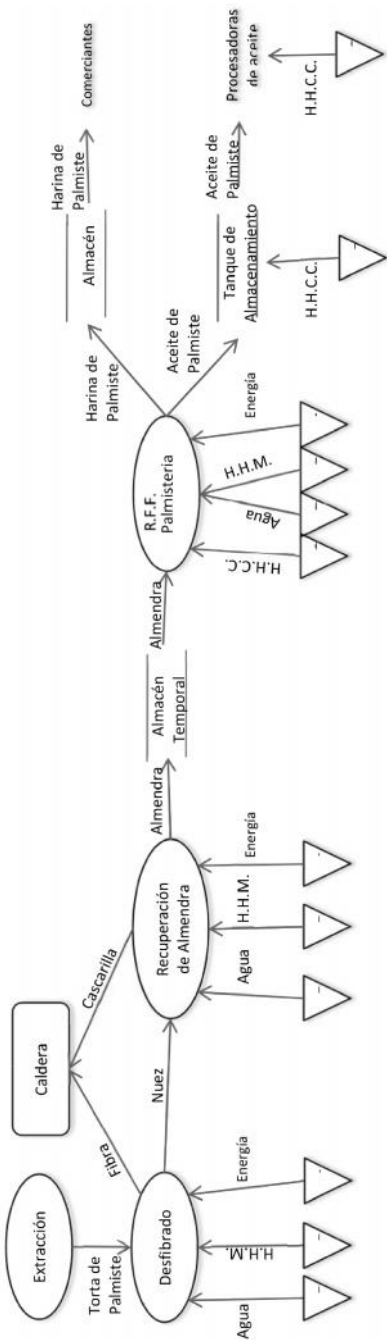 Extracción
Caldera
Torta de
Palmiste
Fibra
Cascarilla
Desfibrado
Nuez
Recuperación
de Almendra
Agua
H.H.M.
Energía
Agua
H.H.M.
Energía
Almendra
Almacén
Temporal
Almendra
R.F.F.
Palmisteria
H.H.C.C.
Agua
H.H.M.
Energía
Harina de
Palmiste
Almacén
Harina de
Palmiste
Comerciantes
Aceite de
Palmiste
Tanque de
Almacenamiento
Aceite de
Palmiste
Procesadoras
de aceite
H.H.C.C.
H.H.C.C.